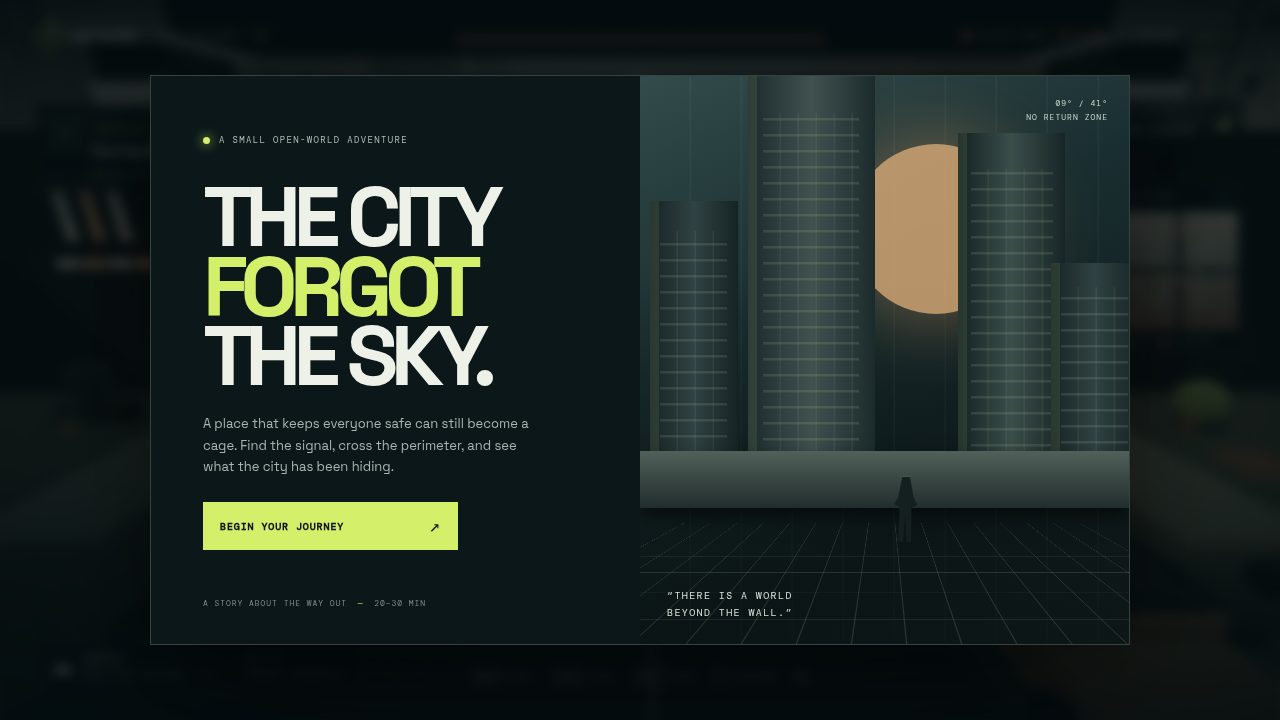 A SMALL OPEN-WORLD ADVENTURE
THE CITY
FORGOT
THE SKY.
A place that keeps everyone safe can still become a
cage. Find the signal, cross the perimeter, and see
what the city has been hiding.
BEGIN YOUR JOURNEY ↗
A STORY ABOUT THE WAY OUT — 20–30 MIN
09° / 41°
NO RETURN ZONE
“THERE IS A WORLD
BEYOND THE WALL.”